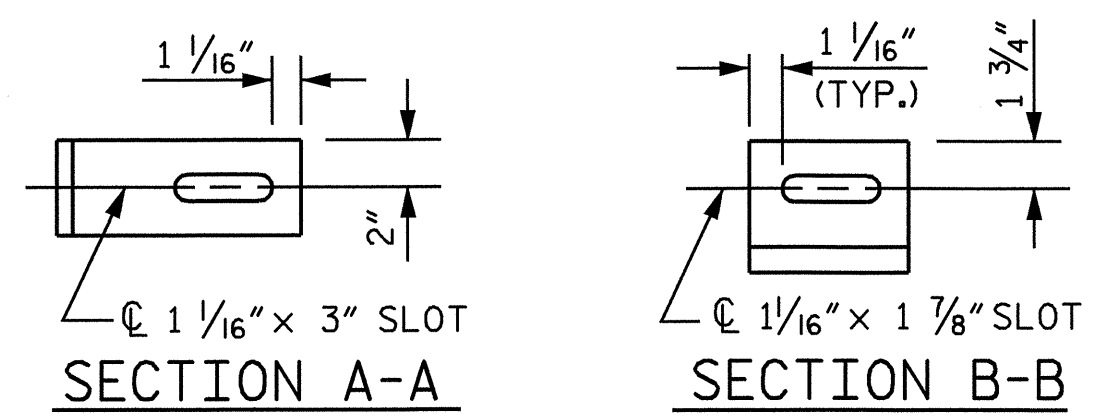 1 1/16"
2"
℄ 1 1/16" × 3" SLOT
SECTION A-A
1 1/16"
(TYP.)
1 3/4"
℄ 1 1/16" × 1 7/8" SLOT
SECTION B-B